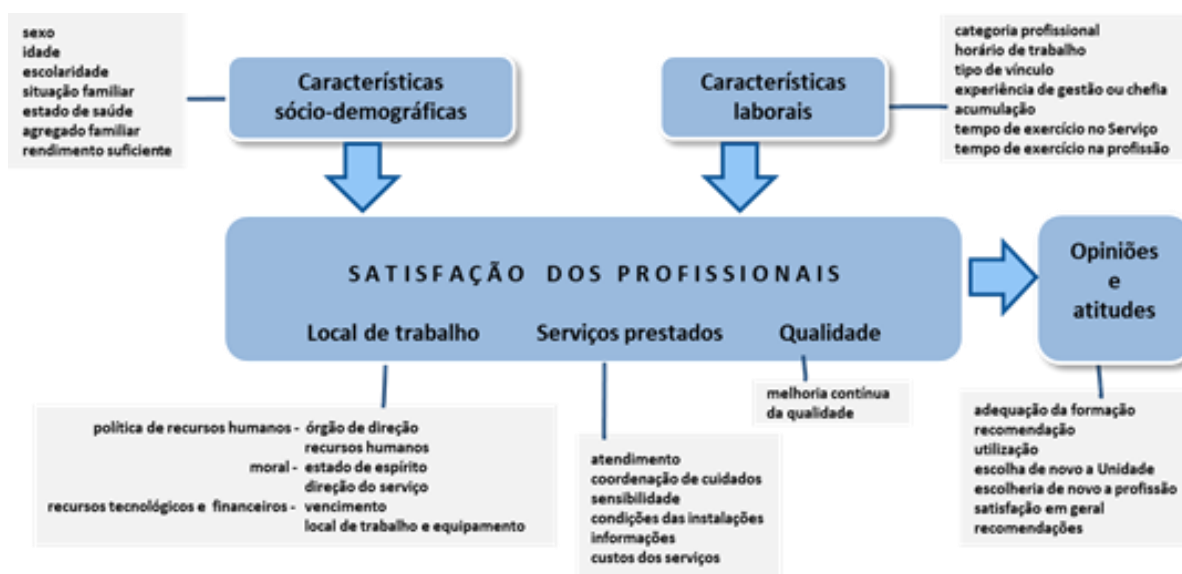 sexo
idade
escolaridade
situação familiar
estado de saúde
agregado familiar
rendimento suficiente
Características
sócio-demográficas
Características
laborais
categoria profissional
horário de trabalho
tipo de vínculo
experiência de gestão ou chefia
acumulação
tempo de exercício no Serviço
tempo de exercício na profissão
SATISFAÇÃO DOS PROFISSIONAIS
Local de trabalho
Serviços prestados
Qualidade
Opiniões
e
atitudes
política de recursos humanos - órgão de direção
recursos humanos
moral - estado de espírito
direção do serviço
recursos tecnológicos e financeiros - vencimento
local de trabalho e equipamento
atendimento
coordenação de cuidados
sensibilidade
condições das instalações
informações
custos dos serviços
melhoria contínua
da qualidade
adequação da formação
recomendação
utilização
escolha de novo a Unidade
escolheria de novo a profissão
satisfação em geral
recomendações